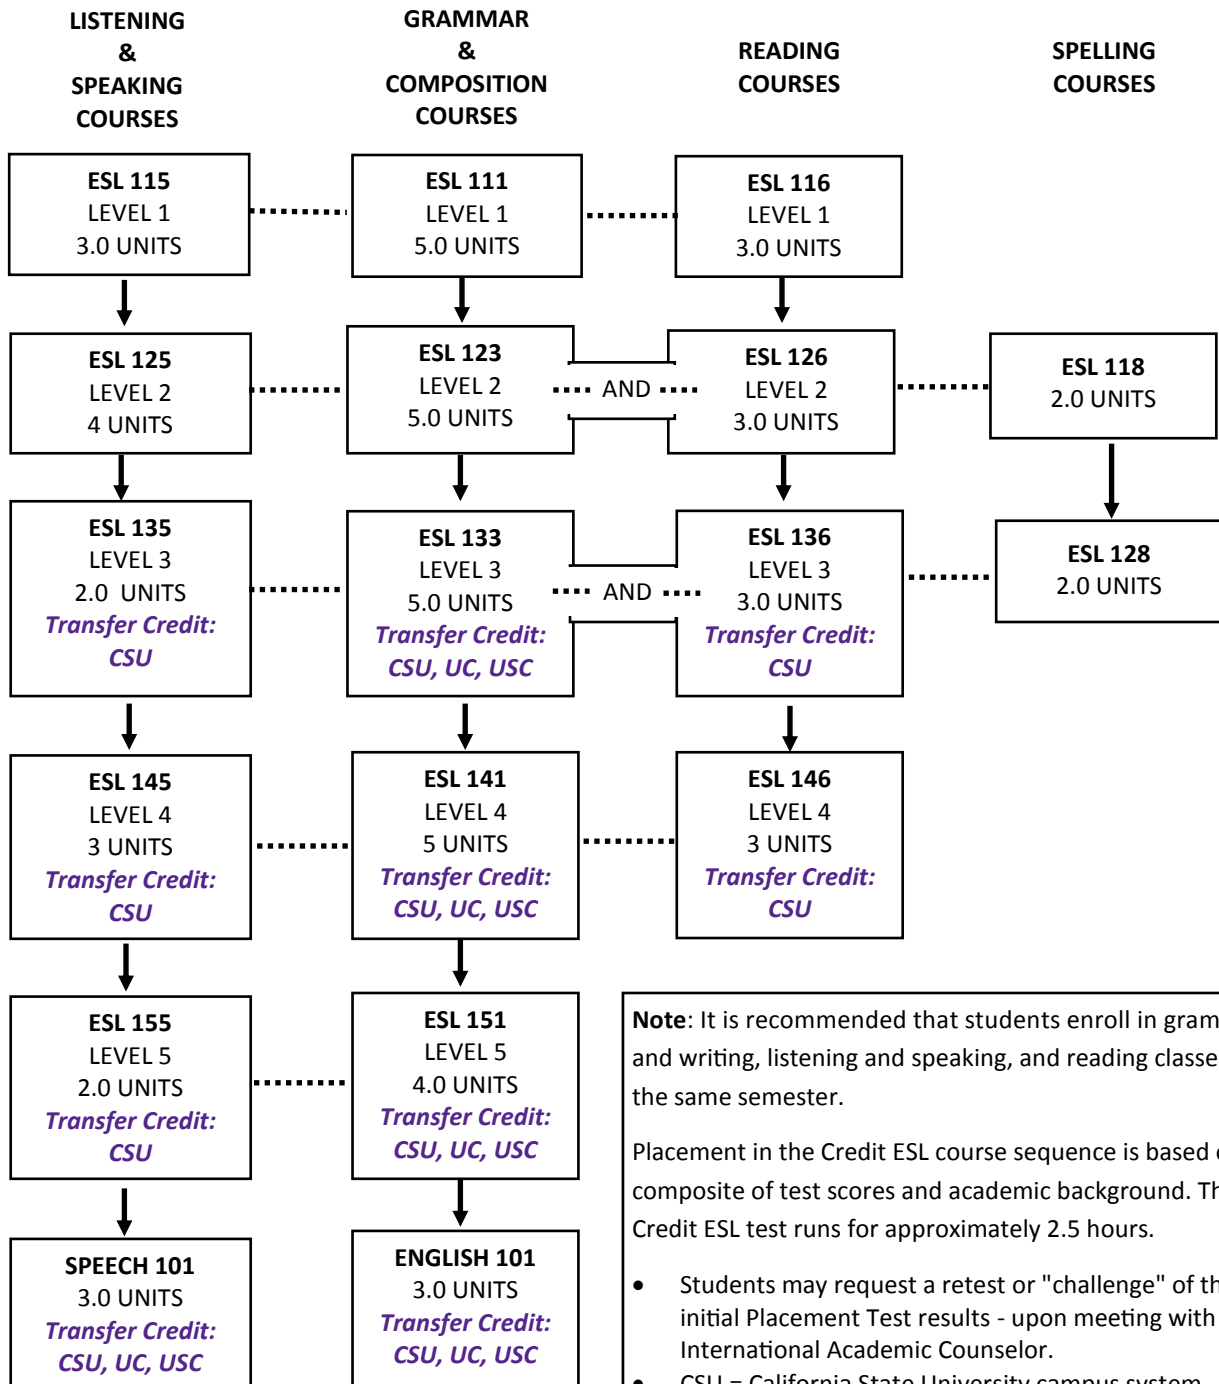 LISTENING
&
SPEAKING
COURSES
GRAMMAR
&
COMPOSITION
COURSES
READING
COURSES
SPELLING
COURSES
ESL 115
LEVEL 1
3.0 UNITS
ESL 111
LEVEL 1
5.0 UNITS
ESL 116
LEVEL 1
3.0 UNITS
ESL 125
LEVEL 2
4 UNITS
ESL 123
LEVEL 2
5.0 UNITS
AND
ESL 126
LEVEL 2
3.0 UNITS
ESL 118
2.0 UNITS
ESL 135
LEVEL 3
2.0 UNITS
Transfer Credit:
CSU
ESL 133
LEVEL 3
5.0 UNITS
Transfer Credit:
CSU, UC, USC
AND
ESL 136
LEVEL 3
3.0 UNITS
Transfer Credit:
CSU
ESL 128
2.0 UNITS
ESL 145
LEVEL 4
3 UNITS
Transfer Credit:
CSU
ESL 141
LEVEL 4
5 UNITS
Transfer Credit:
CSU, UC, USC
ESL 146
LEVEL 4
3 UNITS
Transfer Credit:
CSU
ESL 155
LEVEL 5
2.0 UNITS
Transfer Credit:
CSU
ESL 151
LEVEL 5
4.0 UNITS
Transfer Credit:
CSU, UC, USC
SPEECH 101
3.0 UNITS
Transfer Credit:
CSU, UC, USC
ENGLISH 101
3.0 UNITS
Transfer Credit:
CSU, UC, USC
Note: It is recommended that students enroll in
and writing, listening and speaking, and reading
the same semester.
Placement in the Credit ESL course sequence is based
composite of test scores and academic background.
Credit ESL test runs for approximately 2.5 hours.
• Students may request a retest or "challenge" of
initial Placement Test results - upon meeting with
International Academic Counselor.
• CSU = California State University campus system